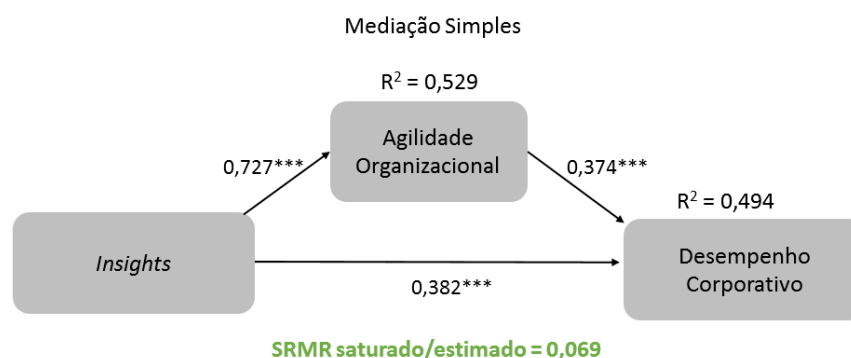 Mediação Simples
R² = 0,529
Agilidade
Organizacional
0,727***
0,374***
R² = 0,494
Insights
Desempenho
Corporativo
0,382***
SRMR saturado/estimado = 0,069